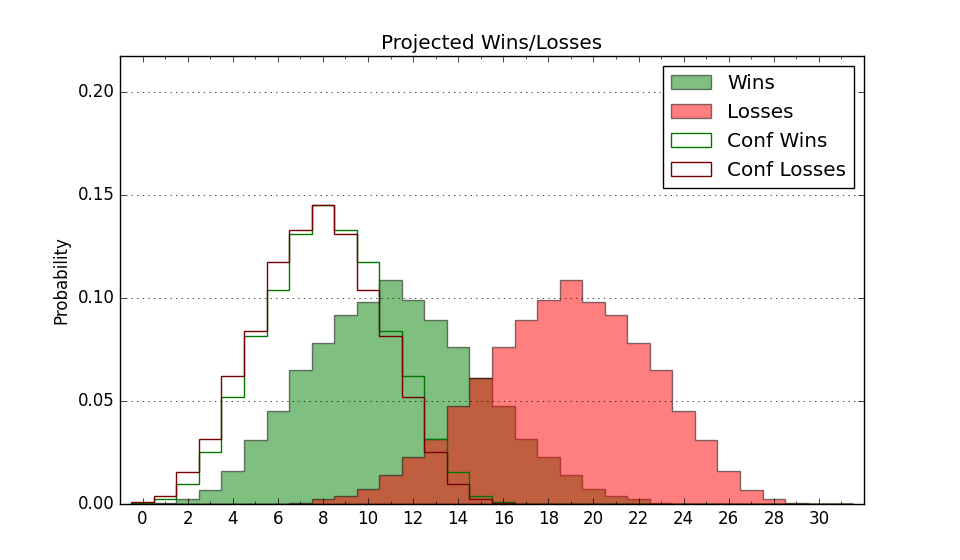 Projected Wins/Losses
Wins
Losses
Conf Wins
Conf Losses
Probability
0.20
0.15
0.10
0.05
0.00
0 2 4 6 8 10 12 14 16 18 20 22 24 26 28 30